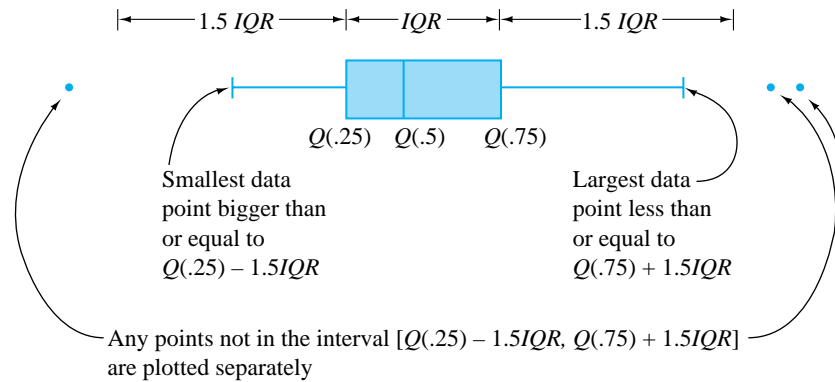 1.5 IQR IQR 1.5 IQR
Q(.25) Q(.5) Q(.75)
Smallest data
point bigger than
or equal to
Q(.25) – 1.5IQR
Largest data
point less than
or equal to
Q(.75) + 1.5IQR
Any points not in the interval [Q(.25) – 1.5IQR, Q(.75) + 1.5IQR]
are plotted separately